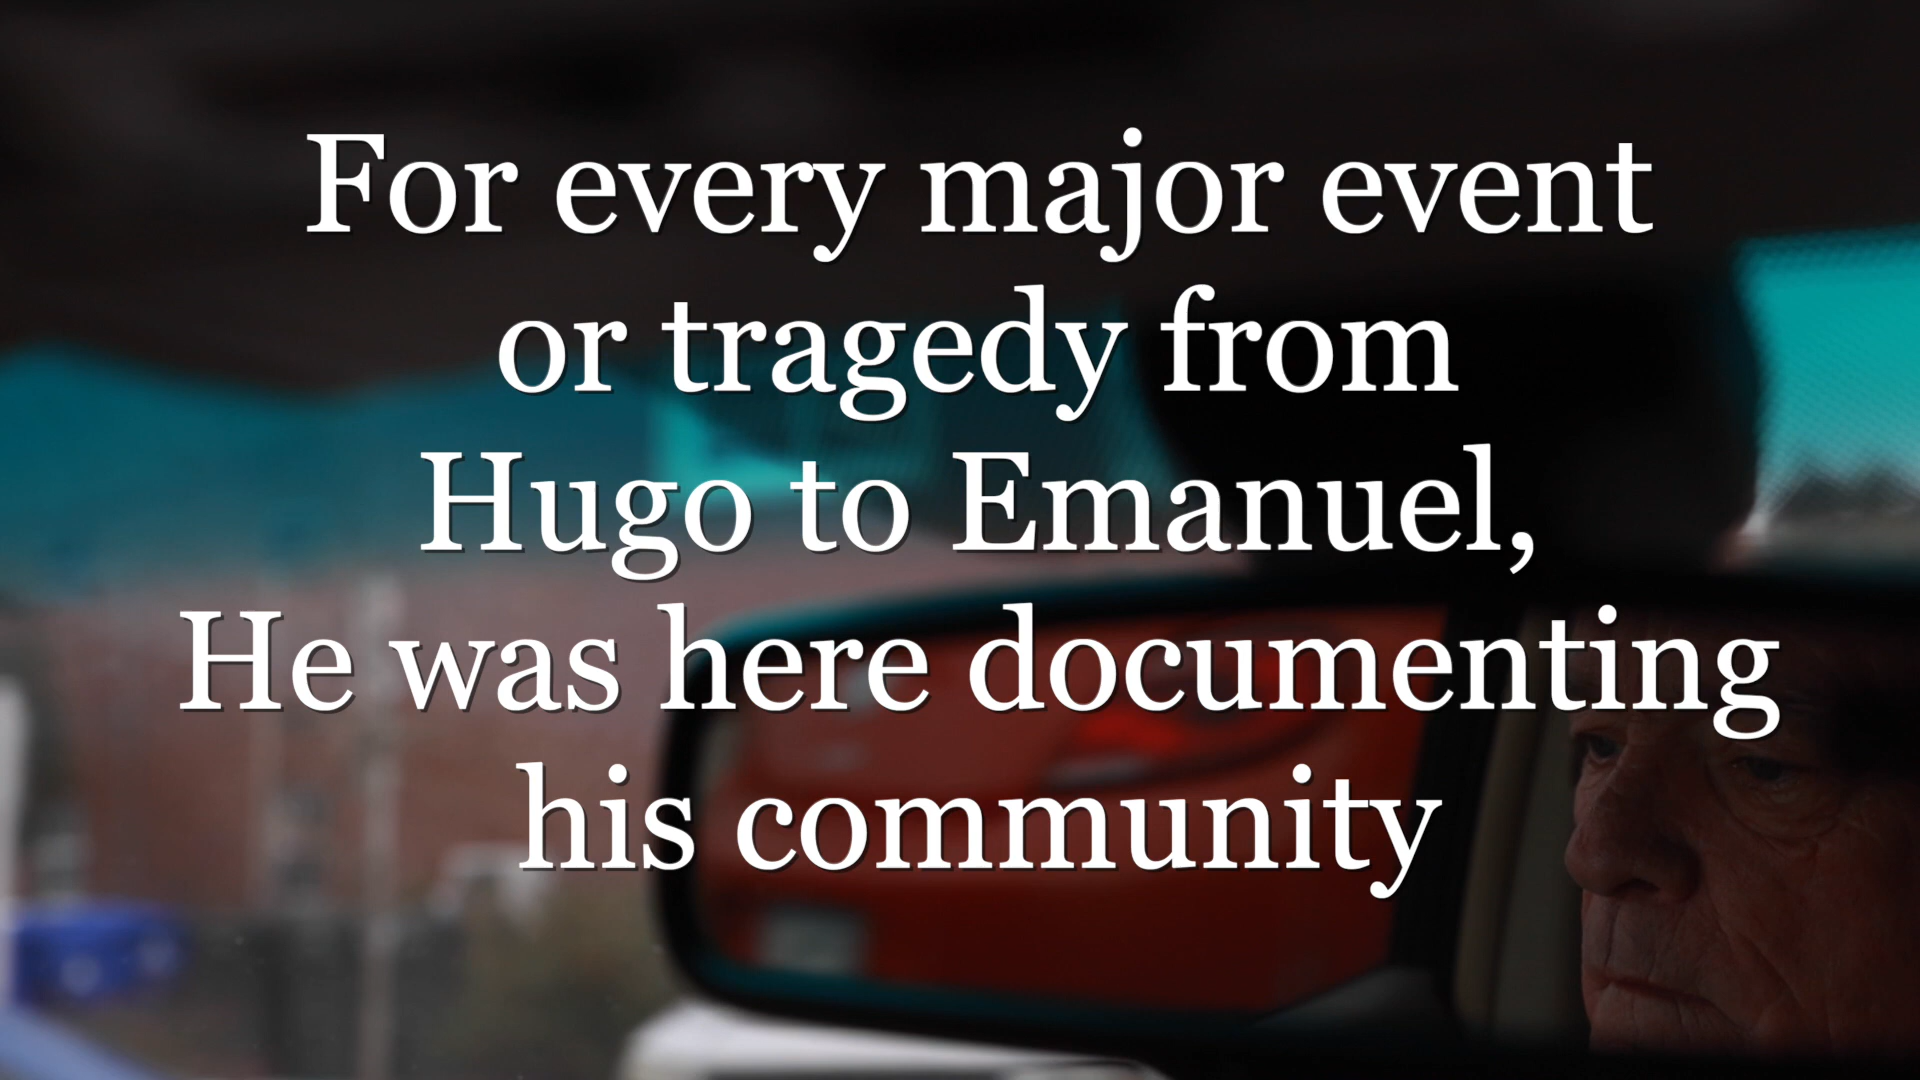 For every major event
or tragedy from
Hugo to Emanuel,
He was here documenting
his community